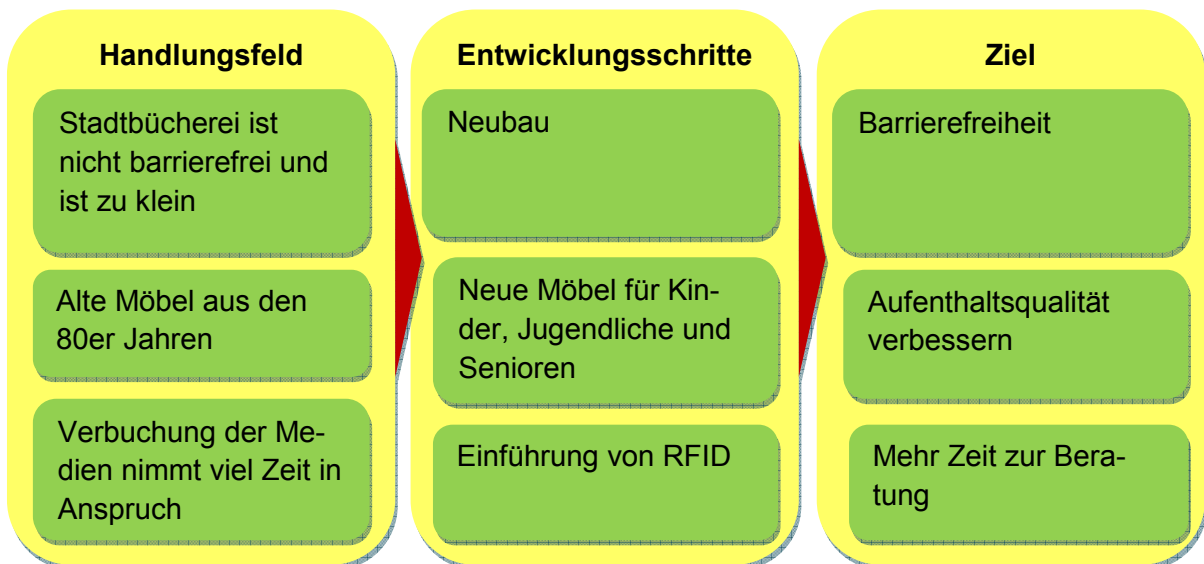 Handlungsfeld
Stadtbücherei ist
nicht barrierefrei und
ist zu klein
Alte Möbel aus den
80er Jahren
Verbuchung der Me-
dien nimmt viel Zeit in
Anspruch
Entwicklungsschritte
Neubau
Neue Möbel für Kin-
der, Jugendliche und
Senioren
Einführung von RFID
Ziel
Barrierefreiheit
Aufenthaltsqualität
verbessern
Mehr Zeit zur Bera-
tung